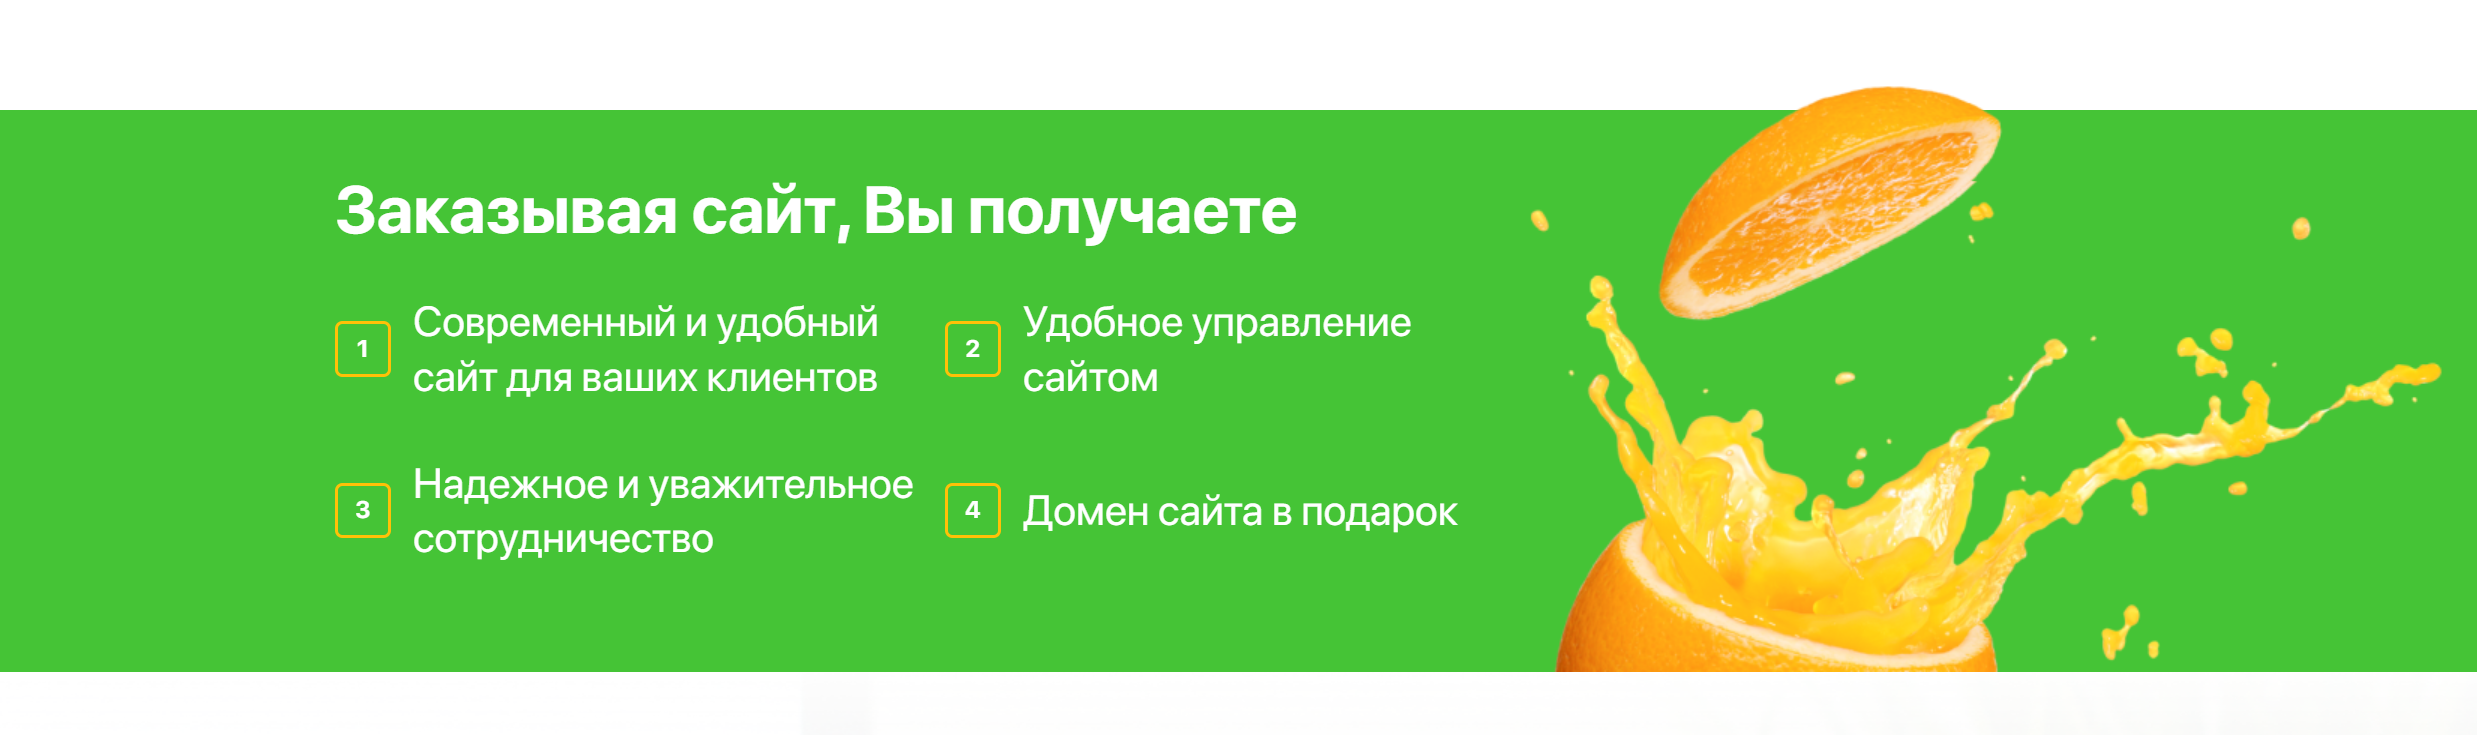 Заказывая сайт, Вы получаете
1
Современный и удобный
сайт для ваших клиентов
2
Удобное управление
сайтом
3
Надежное и уважительное
сотрудничество
4
Домен сайта в подарок